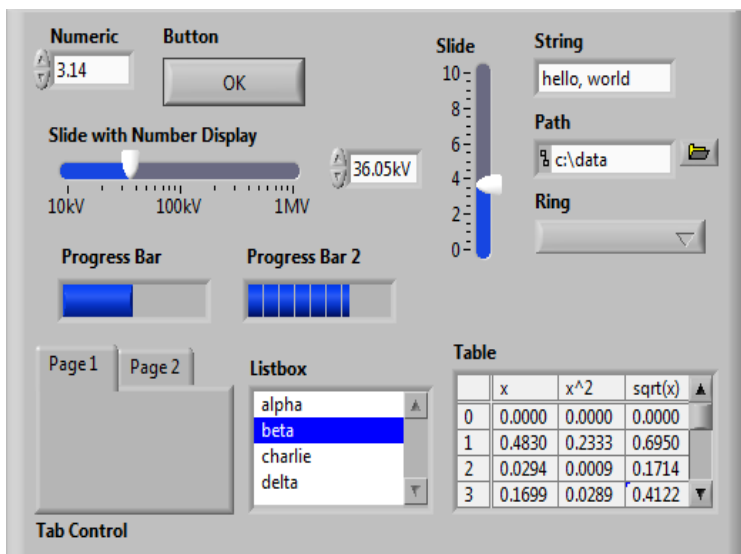 Numeric
3.14
Button
OK
Slide with Number Display
36.05kV
10kV 100kV 1MV
Slide
10
8
6
4
2
0
String
hello, world
Path
c:\data
Ring
Progress Bar
Progress Bar 2
Page 1 Page 2
Tab Control
Listbox
alpha
beta
charlie
delta
Table
x x^2 sqrt(x)
0 0.0000 0.0000 0.0000
1 0.4830 0.2333 0.6950
2 0.0294 0.0009 0.1714
3 0.1699 0.0289 0.4122